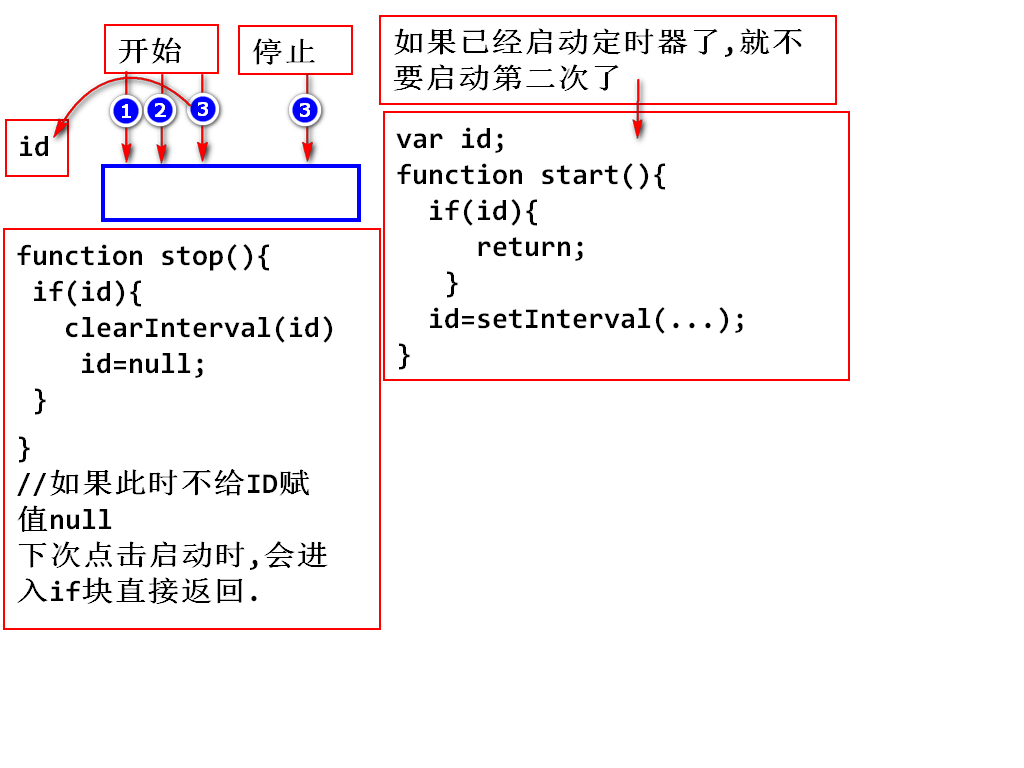 开始
停止
1
2
3
3
id
如果已经启动定时器了,就不
要启动第二次了
var id;
function start(){
if(id){
return;
}
id=setInterval(...);
}
function stop(){
if(id){
clearInterval(id)
id=null;
}
}
//如果此时不给ID赋
值null
下次点击启动时,会进
入if块直接返回.